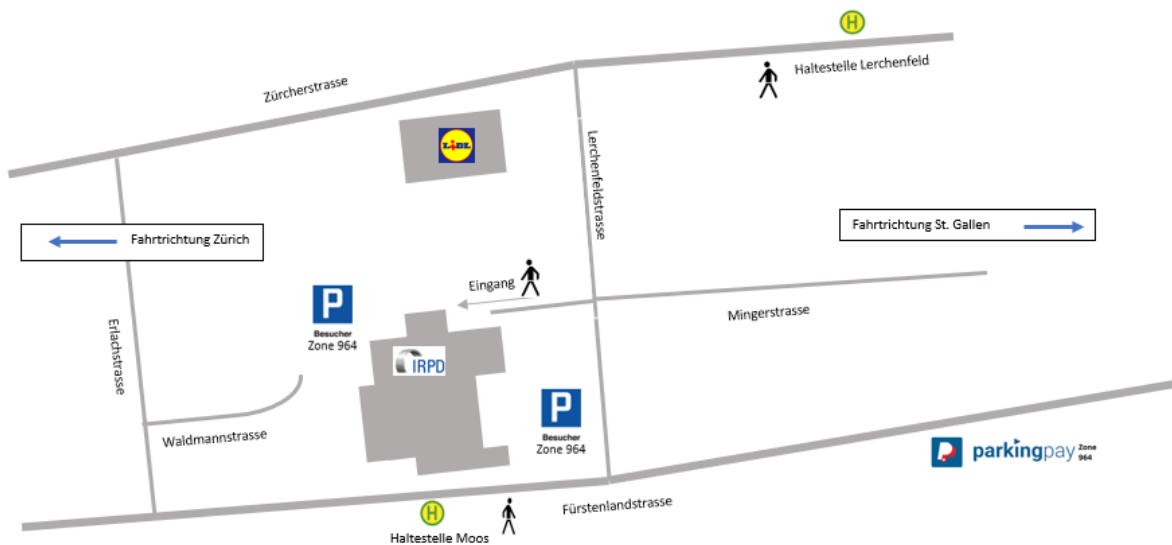 H
Haltestelle Lerchenfeld
Zürcherstrasse
LIDL
Lerchenfeldstrasse
Fahrtrichtung Zürich
Fahrtrichtung St. Gallen
Eingang
P
Besucher
Zone 964
Mingerstrasse
Erlachstrasse
IRPD
P
Besucher
Zone 964
Waldmannstrasse
parkingpay Zone
964
Fürstenlandstrasse
H
Haltestelle Moos